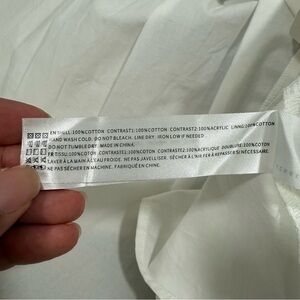 EN SHELL:100%COTTON CONTRAST1:100%COTTON CONTRAST2:100%ACRYLIC LINING:100%COTTON
HAND WASH COLD. DO NOT BLEACH. LINE DRY. IRON LOW IF NEEDED.
DO NOT TUMBLE DRY. MADE IN CHINA.
FR TISSU:100%COTON CONTRASTE1:100%COTON CONTRASTE2:100%ACRYLIQUE DOUBLURE:100%COTON
LAVER À LA MAIN À L'EAU FROIDE. NE PAS JAVELLISER. SÉCHER À L'AIR. FER À REPASSER SI NÉCESSAIRE.
NE PAS SÉCHER EN MACHINE. FABRIQUÉ EN CHINE.